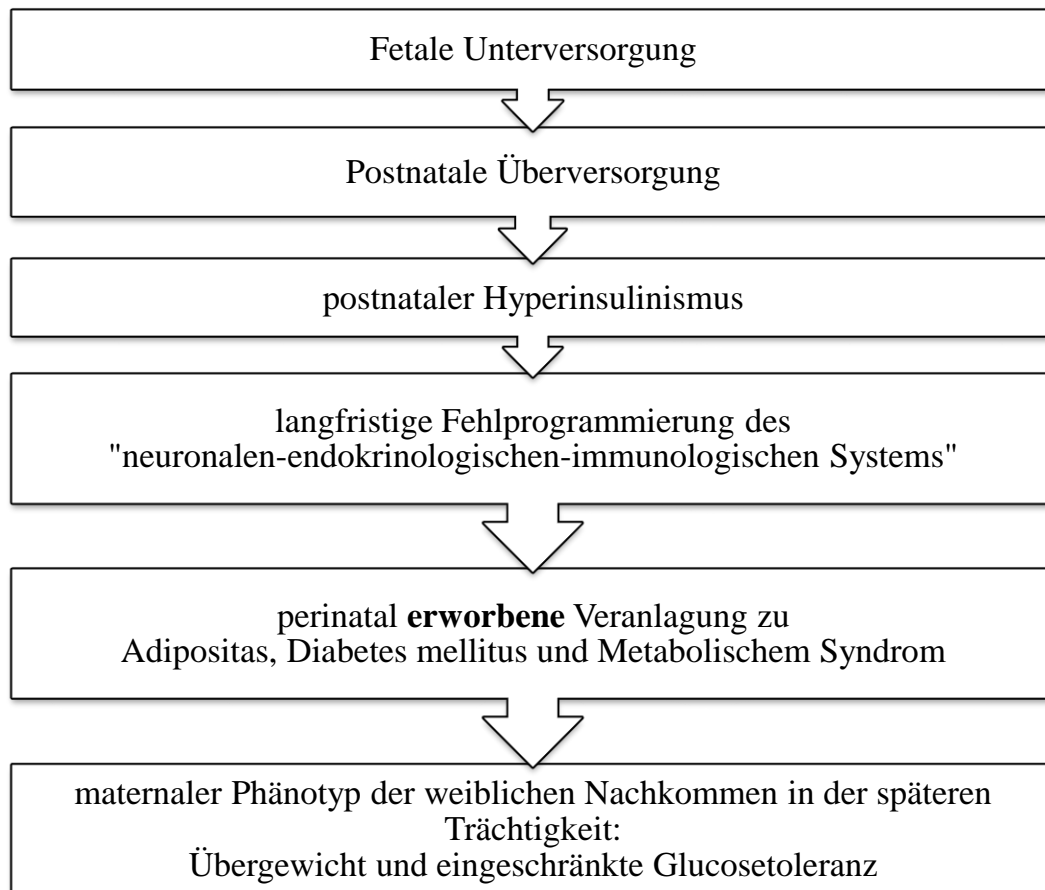 Fetale Unterversorgung
Postnatale Überversorgung
postnataler Hyperinsulinismus
langfristige Fehlprogrammierung des
"neuronalen-endokrinologischen-immunologischen Systems"
perinatal erworbene Veranlagung zu
Adipositas, Diabetes mellitus und Metabolischem Syndrom
maternaler Phänotyp der weiblichen Nachkommen in der späteren
Trächtigkeit:
Übergewicht und eingeschränkte Glucosetoleranz